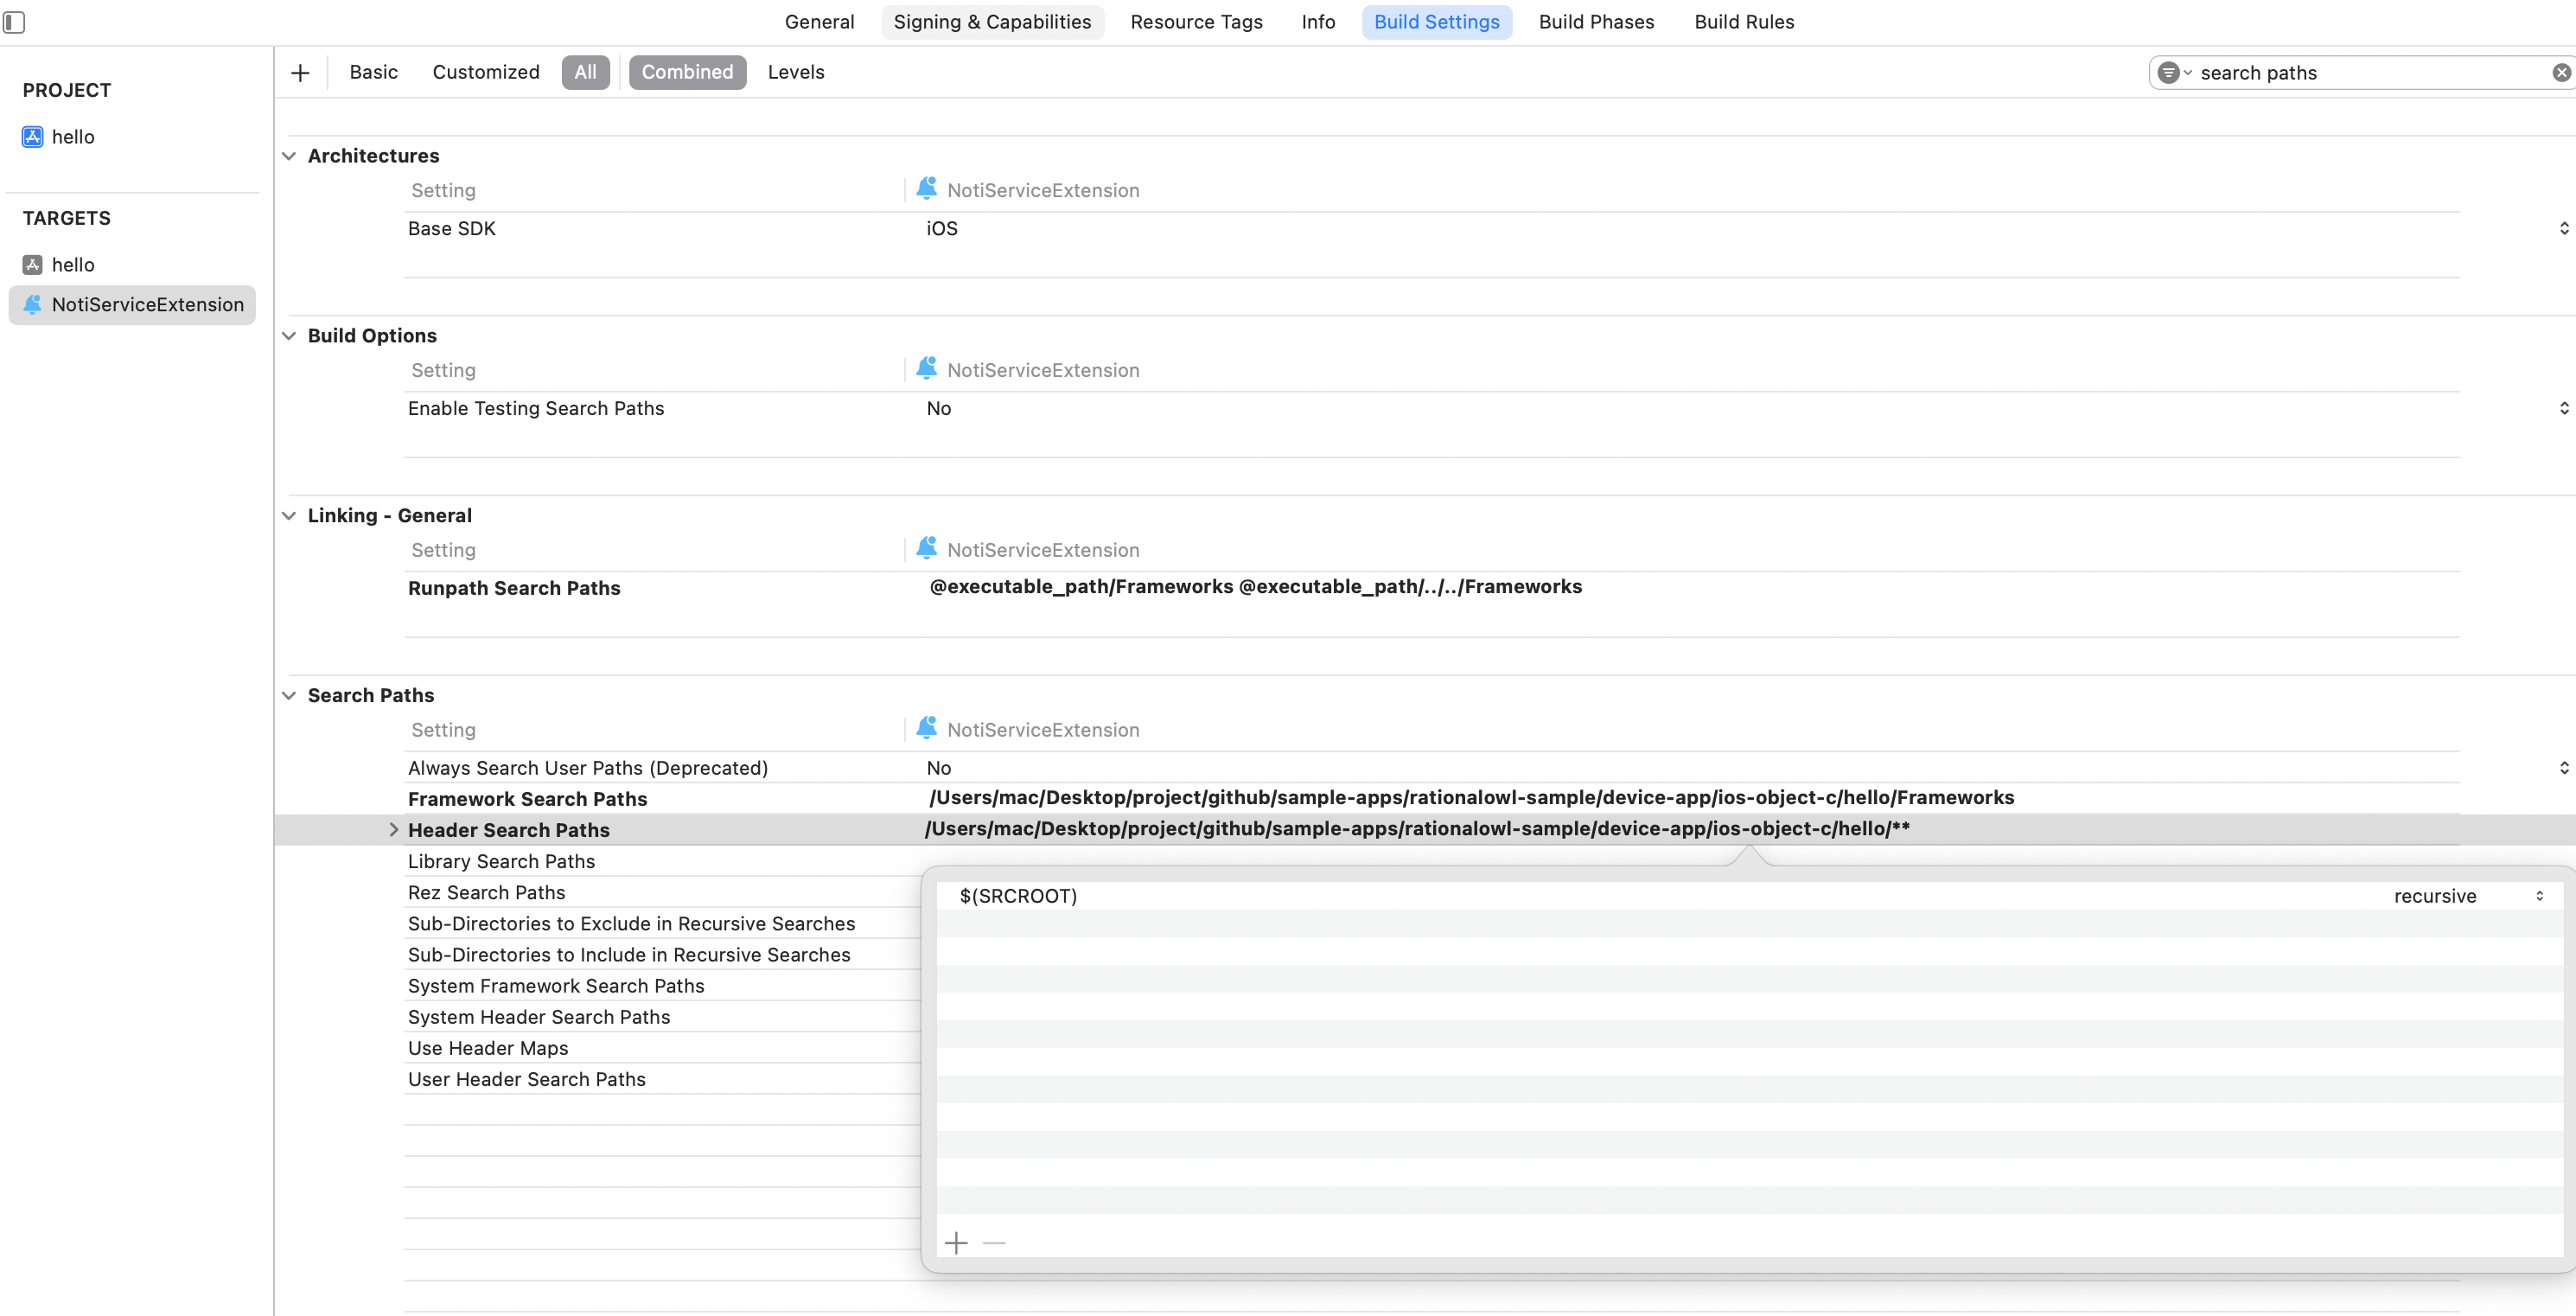 General Signing & Capabilities Resource Tags Info Build Settings Build Phases Build Rules
Basic Customized All Combined Levels search paths
PROJECT
hello
TARGETS
hello
NotiServiceExtension
Architectures
Setting NotiServiceExtension
Base SDK iOS
Build Options
Setting NotiServiceExtension
Enable Testing Search Paths No
Linking - General
Setting NotiServiceExtension
Runpath Search Paths @executable_path/Frameworks @executable_path/../../Frameworks
Search Paths
Setting NotiServiceExtension
Always Search User Paths (Deprecated) No
Framework Search Paths /Users/mac/Desktop/project/github/sample-apps/rationalowl-sample/device-app/ios-object-c/hello/Frameworks
Header Search Paths /Users/mac/Desktop/project/github/sample-apps/rationalowl-sample/device-app/ios-object-c/hello/**
Library Search Paths
Rez Search Paths
Sub-Directories to Exclude in Recursive Searches
Sub-Directories to Include in Recursive Searches
System Framework Search Paths
System Header Search Paths
Use Header Maps
User Header Search Paths
$(SRCROOT) recursive